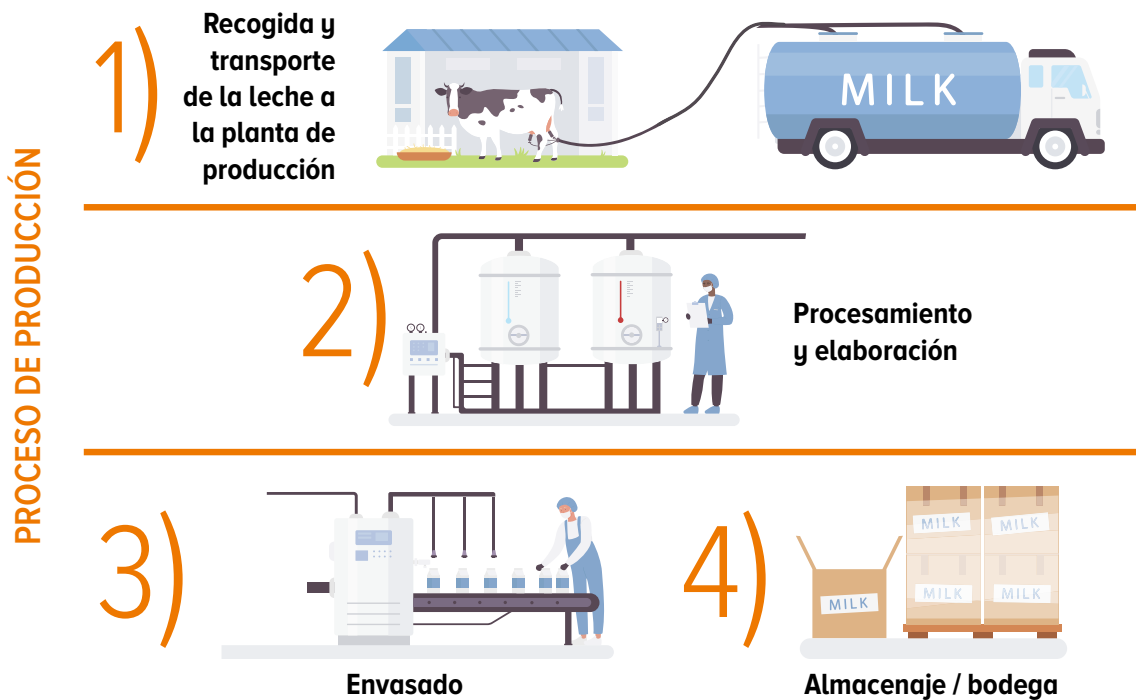 PROCESO DE PRODUCCIÓN
1)
Recogida y
transporte
de la leche a
la planta de
producción
MILK
2)
Procesamiento
y elaboración
3)
Envasado
4)
MILK
MILK
MILK
MILK
MILK
Almacenaje / bodega